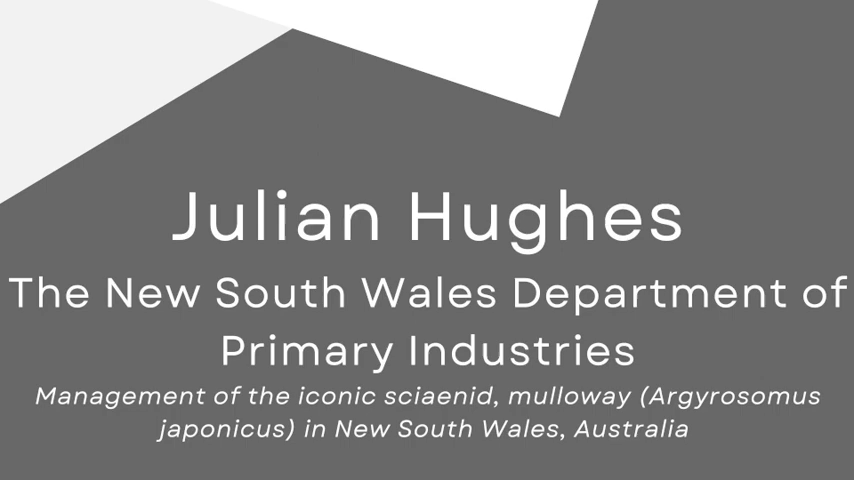 Julian Hughes
The New South Wales Department of
Primary Industries
Management of the iconic sciaenid, mulloway (Argyrosomus
japonicus) in New South Wales, Australia